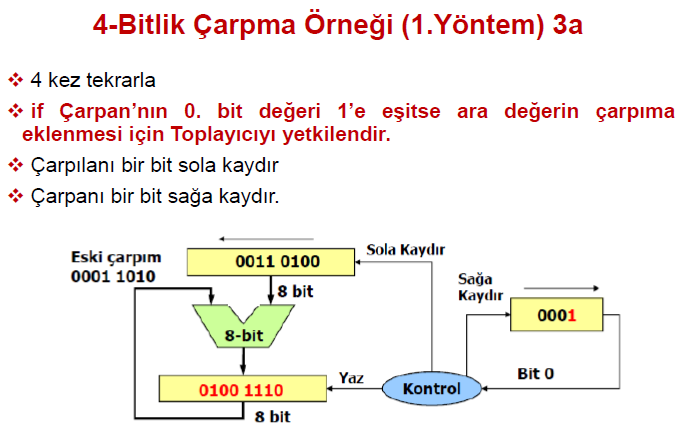 4-Bitlik Çarpma Örneği (1.Yöntem) 3a
❖ 4 kez tekrarla
❖ if Çarpan’nın 0. bit değeri 1’e eşitse ara değerin çarpıma
eklenmesi için Toplayıcıyı yetkilendir.
❖ Çarpılanı bir bit sola kaydır
❖ Çarpanı bir bit sağa kaydır.
Eski çarpım
0001 1010
0011 0100
Sola Kaydır
8 bit
Sağa
Kaydır
0001
8-bit
0100 1110
Yaz
Kontrol
Bit 0
8 bit